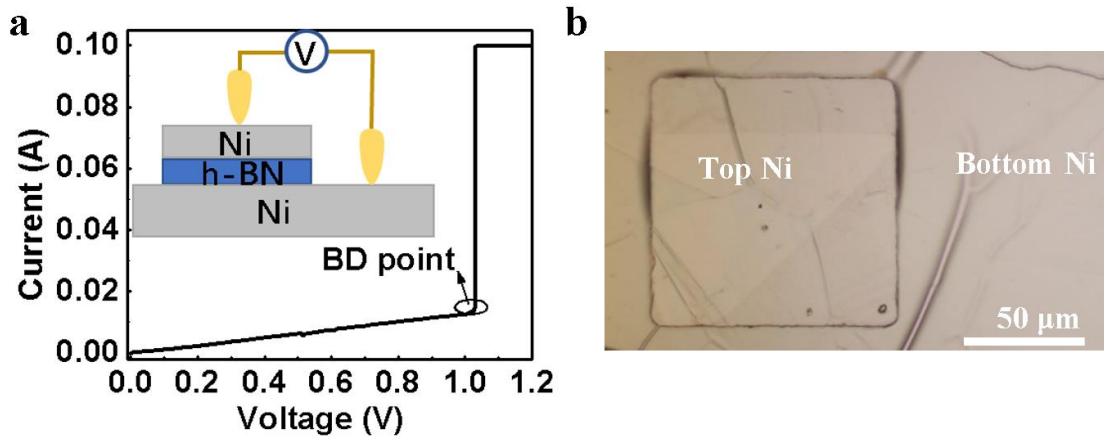 a
0.10
0.08
0.06
0.04
0.02
0.00
Current (A)
V
Ni
h-BN
Ni
BD point
0.0 0.2 0.4 0.6 0.8 1.0 1.2
Voltage (V)
b
Top Ni
Bottom Ni
50 μm